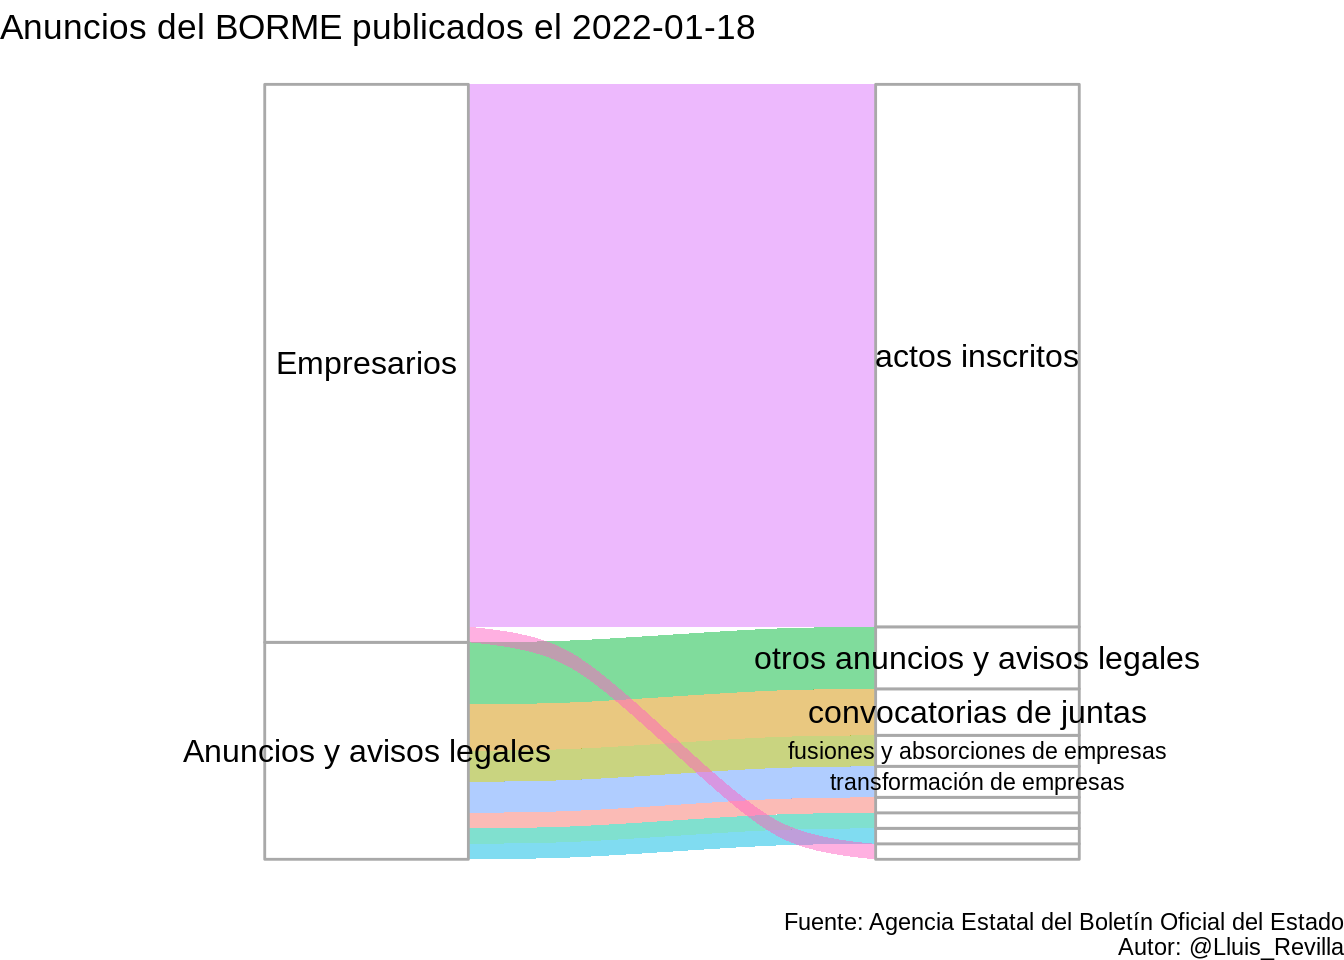 Anuncios del BORME publicados el 2022-01-18
Empresarios
actos inscritos
otros anuncios y avisos legales
convocatorias de juntas
Anuncios y avisos legales
fusiones y absorciones de empresas
transformación de empresas
Fuente: Agencia Estatal del Boletín Oficial del Estado
Autor: @Lluis_Revilla